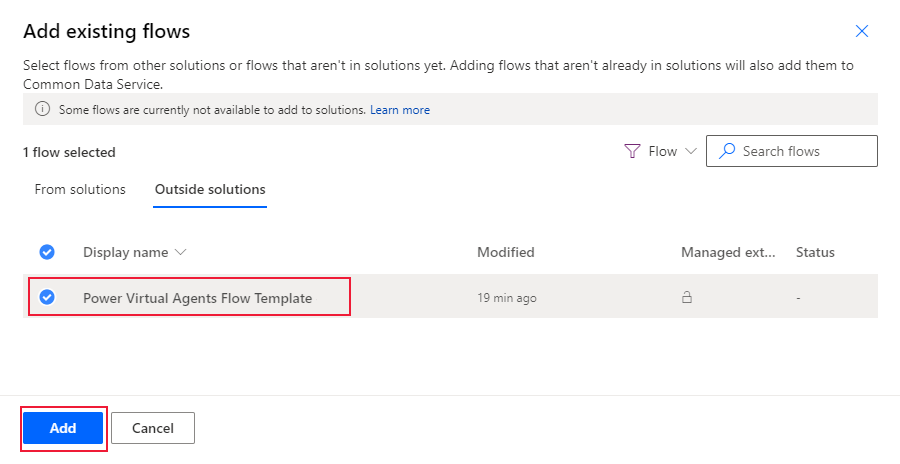 Add existing flows
Select flows from other solutions or flows that aren't in solutions yet. Adding flows that aren't already in solutions will also add them to
Common Data Service.
Some flows are currently not available to add to solutions. Learn more
1 flow selected
Flow
Search flows
From solutions
Outside solutions
Display name
Modified
Managed ext...
Status
Power Virtual Agents Flow Template
19 min ago
-
Add
Cancel